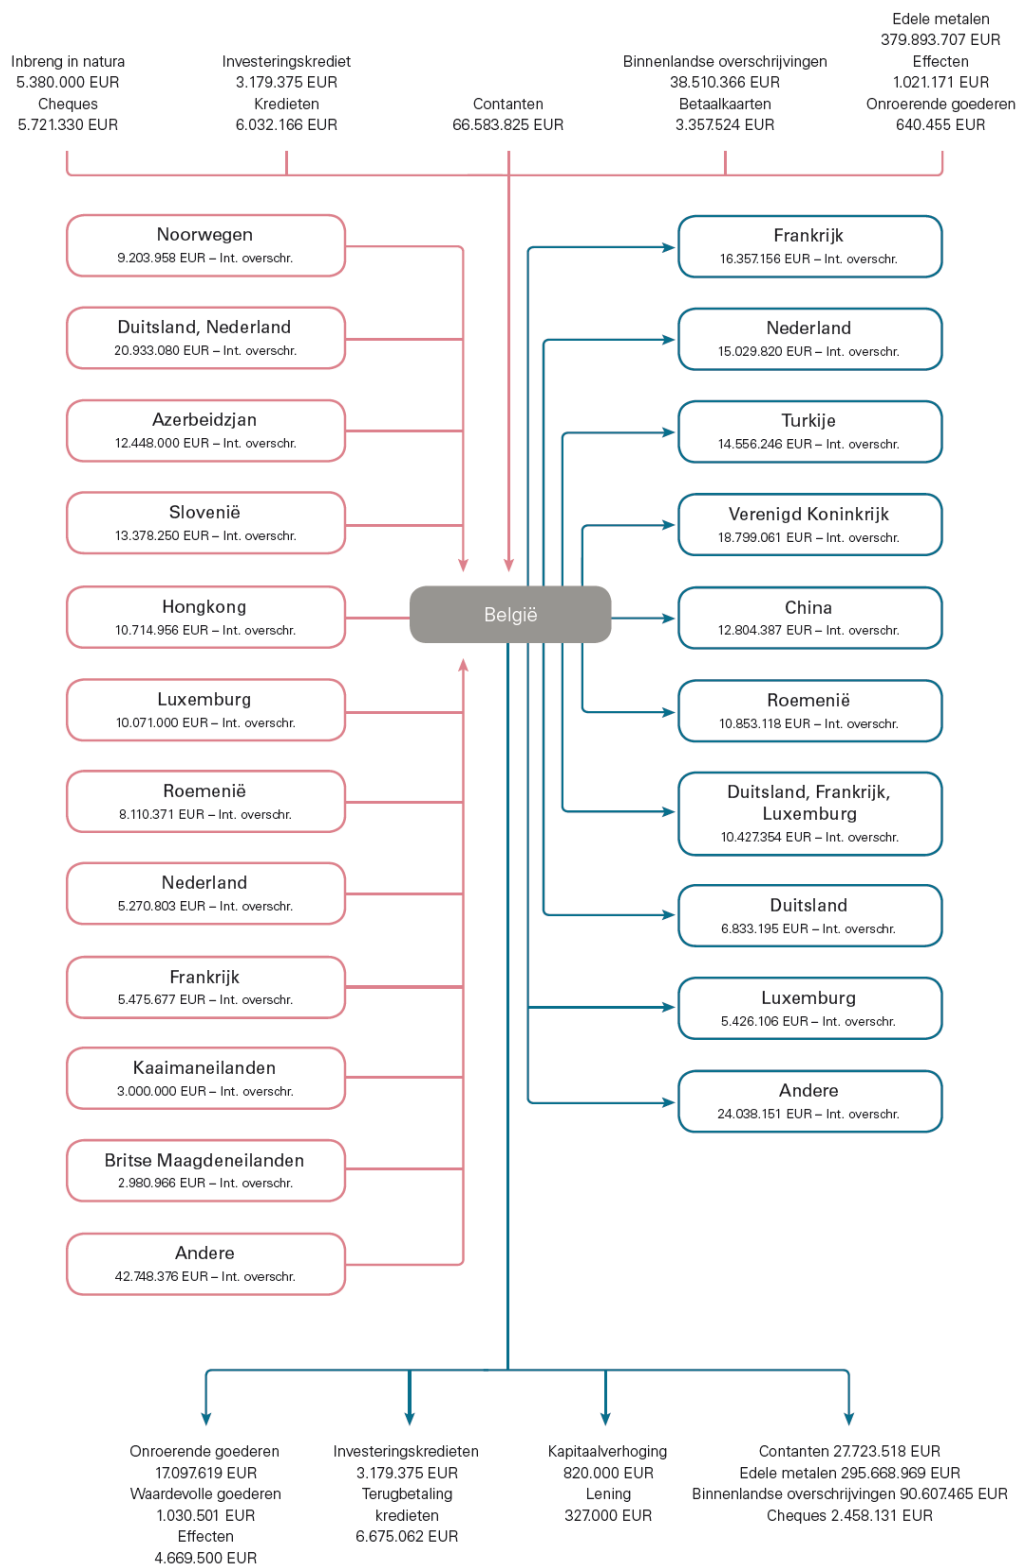 Inbreng in natura
5.380.000 EUR
Cheques
5.721.330 EUR
Investeringskrediet
3.179.375 EUR
Kredieten
6.032.166 EUR
Contanten
66.583.825 EUR
Binnenlandse overschrijvingen
38.510.366 EUR
Betaalkaarten
3.357.524 EUR
Edele metalen
379.893.707 EUR
Effecten
1.021.171 EUR
Onroerende goederen
640.455 EUR
Noorwegen
9.203.958 EUR – Int. overschr.
Duitsland, Nederland
20.933.080 EUR – Int. overschr.
Azerbeidzjan
12.448.000 EUR – Int. overschr.
Slovenië
13.378.250 EUR – Int. overschr.
Hongkong
10.714.956 EUR – Int. overschr.
Luxemburg
10.071.000 EUR – Int. overschr.
Roemenië
8.110.371 EUR – Int. overschr.
Nederland
5.270.803 EUR – Int. overschr.
Frankrijk
5.475.677 EUR – Int. overschr.
Kaaimaneilanden
3.000.000 EUR – Int. overschr.
Britse Maagdeneilanden
2.980.966 EUR – Int. overschr.
Andere
42.748.376 EUR – Int. overschr.
België
Frankrijk
16.357.156 EUR – Int. overschr.
Nederland
15.029.820 EUR – Int. overschr.
Turkije
14.556.246 EUR – Int. overschr.
Verenigd Koninkrijk
18.799.061 EUR – Int. overschr.
China
12.804.387 EUR – Int. overschr.
Roemenië
10.853.118 EUR – Int. overschr.
Duitsland, Frankrijk,
Luxemburg
10.427.354 EUR – Int. overschr.
Duitsland
6.833.195 EUR – Int. overschr.
Luxemburg
5.426.106 EUR – Int. overschr.
Andere
24.038.151 EUR – Int. overschr.
Onroerende goederen
17.097.619 EUR
Waardevolle goederen
1.030.501 EUR
Effecten
4.669.500 EUR
Investeringskredieten
3.179.375 EUR
Terugbetaling
kredieten
6.675.062 EUR
Kapitaalverhoging
820.000 EUR
Lening
327.000 EUR
Contanten 27.723.518 EUR
Edele metalen 295.668.969 EUR
Binnenlandse overschrijvingen 90.607.465 EUR
Cheques 2.458.131 EUR